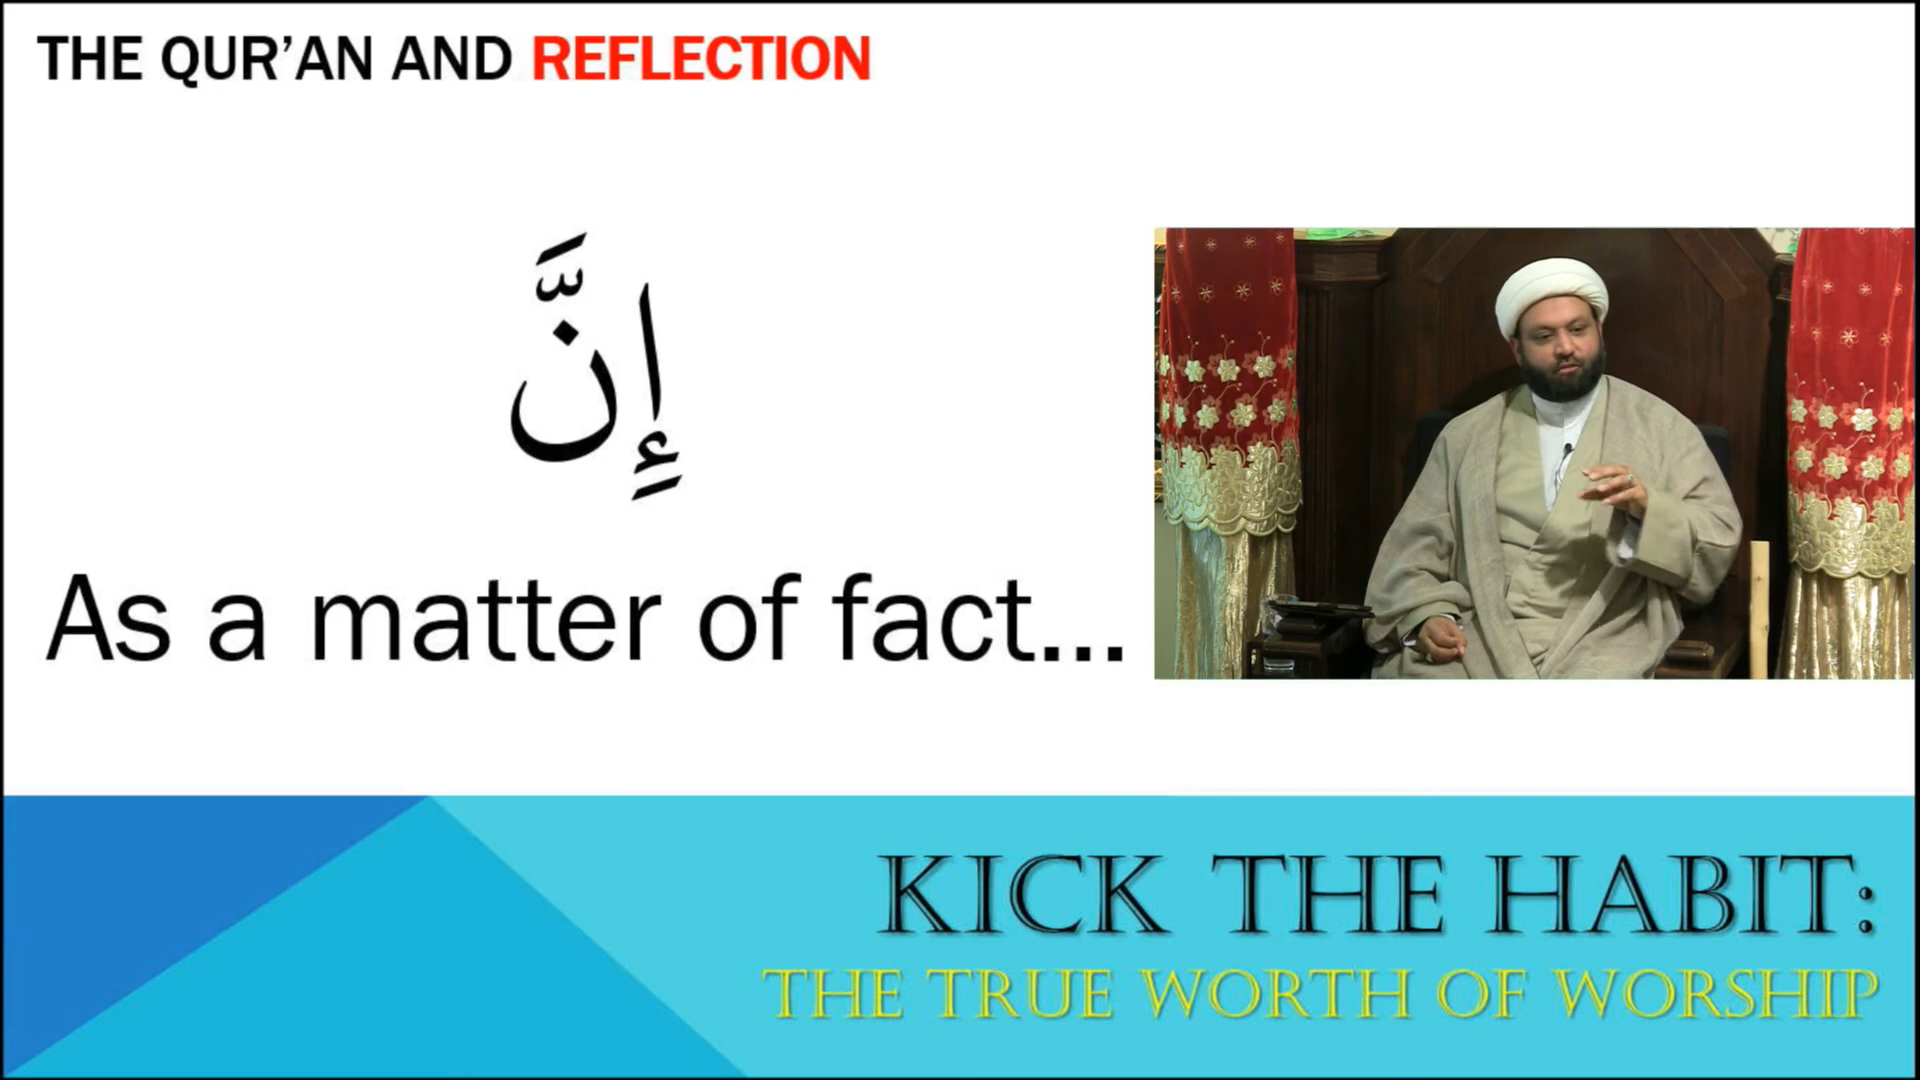 THE QUR’AN AND REFLECTION
إِنَّ
As a matter of fact...
KICK THE HABIT:
THE TRUE WORTH OF WORSHIP